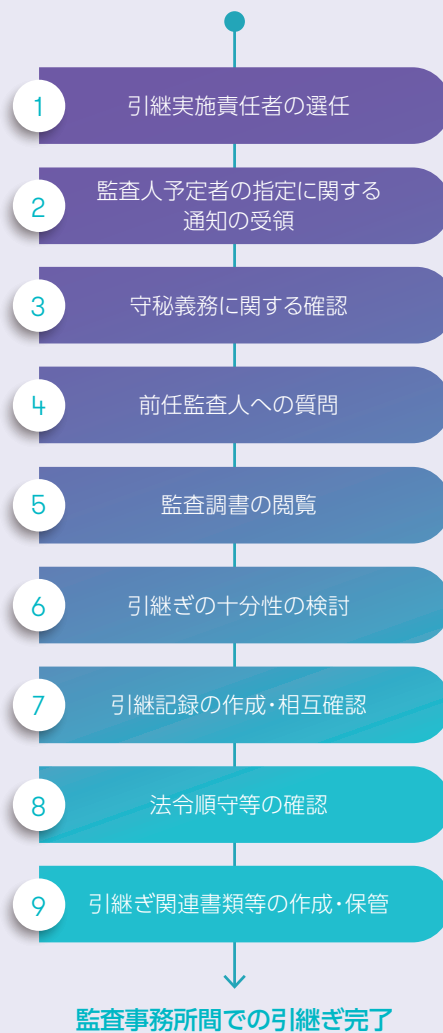 1
引継実施責任者の選任
2
監査人予定者の指定に関する
通知の受領
3
守秘義務に関する確認
4
前任監査人への質問
5
監査調書の閲覧
6
引継ぎの十分性の検討
7
引継記録の作成・相互確認
8
法令順守等の確認
9
引継ぎ関連書類等の作成・保管
監査事務所間での引継ぎ完了